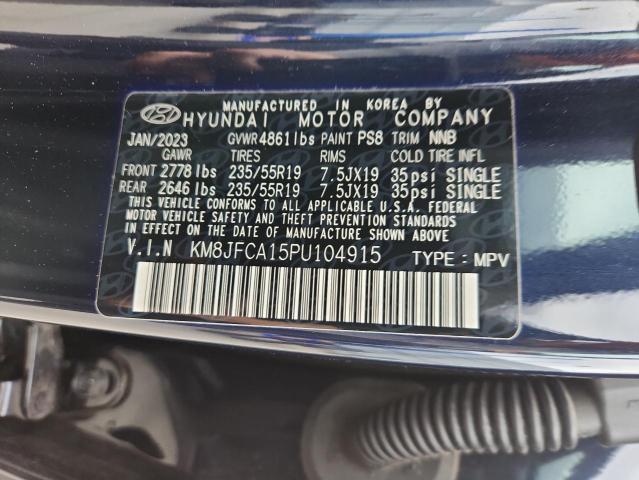 MANUFACTURED IN KOREA BY
HYUNDAI MOTOR COMPANY
JAN/2023 GVWR 4861lbs PAINT PS8 TRIM NNB
GAWR TIRES RIMS COLD TIRE INFL
FRONT 2778 lbs 235/55R19 7.5JX19 35psi SINGLE
REAR 2646 lbs 235/55R19 7.5JX19 35psi SINGLE
THIS VEHICLE CONFORMS TO ALL APPLICABLE U.S.A. FEDERAL
MOTOR VEHICLE SAFETY AND THEFT PREVENTION STANDARDS
IN EFFECT ON THE DATE OF MANUFACTURE SHOWN ABOVE.
V.I.N KM8JFCA15PU104915 TYPE : MPV